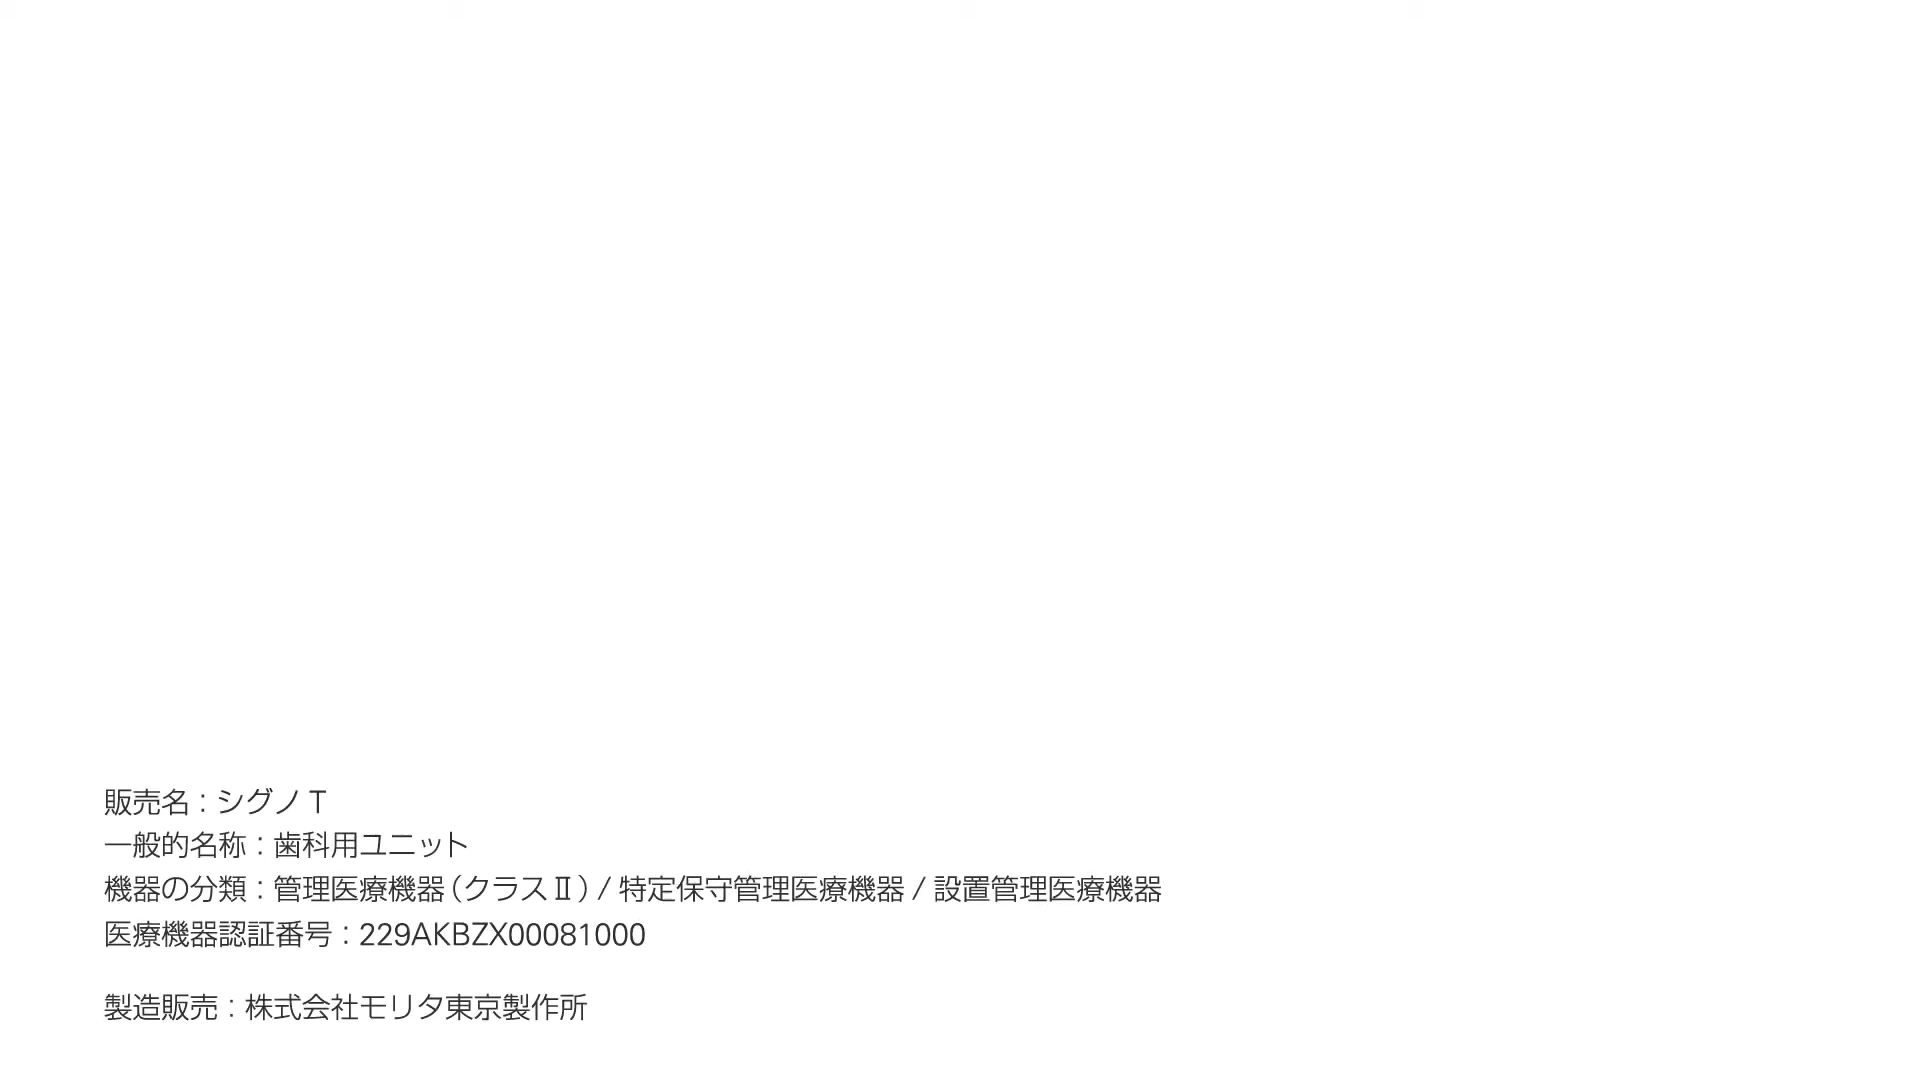 販売名：シグノT
一般的名称：歯科用ユニット
機器の分類：管理医療機器（クラスⅡ）/ 特定保守管理医療機器 / 設置管理医療機器
医療機器認証番号：229AKBZX00081000
製造販売：株式会社モリタ東京製作所